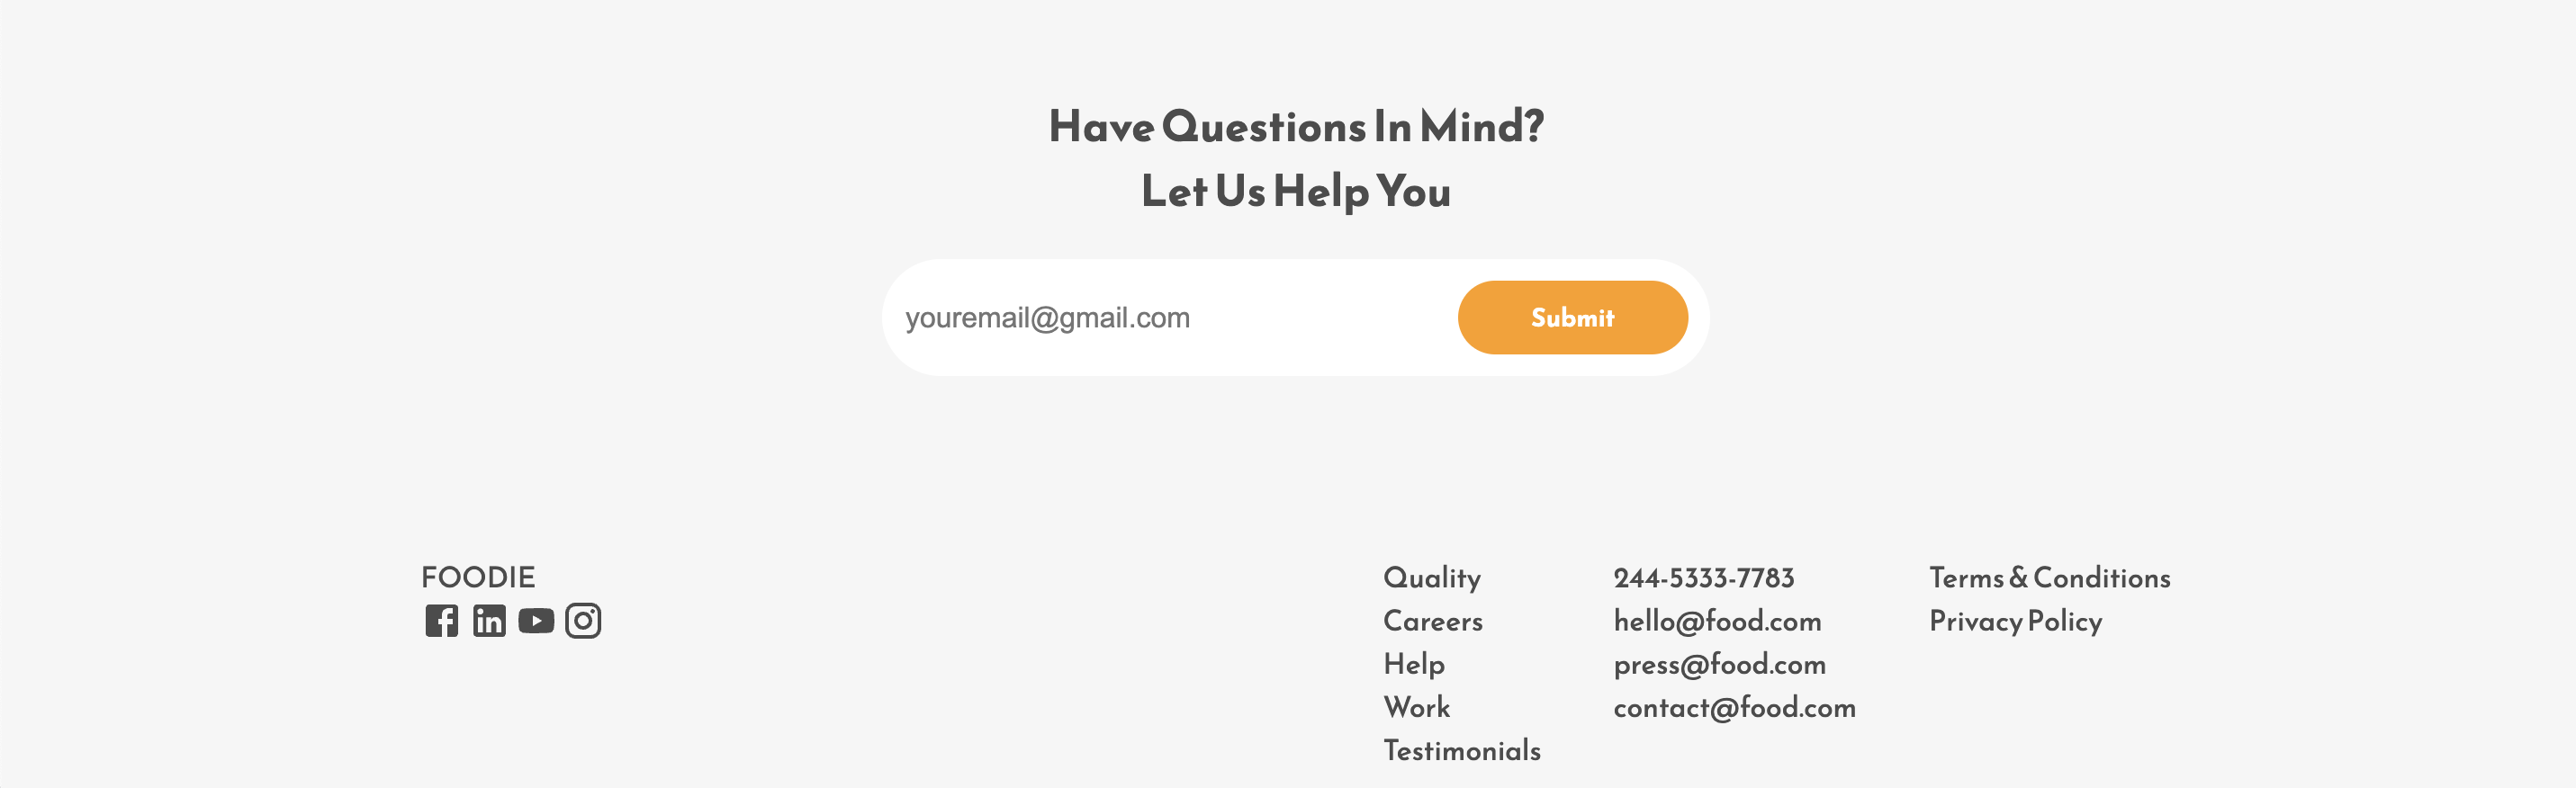 Have Questions In Mind?
Let Us Help You
youremail@gmail.com
Submit
FOODIE
Quality
Careers
Help
Work
Testimonials
244-5333-7783
hello@food.com
press@food.com
contact@food.com
Terms & Conditions
Privacy Policy